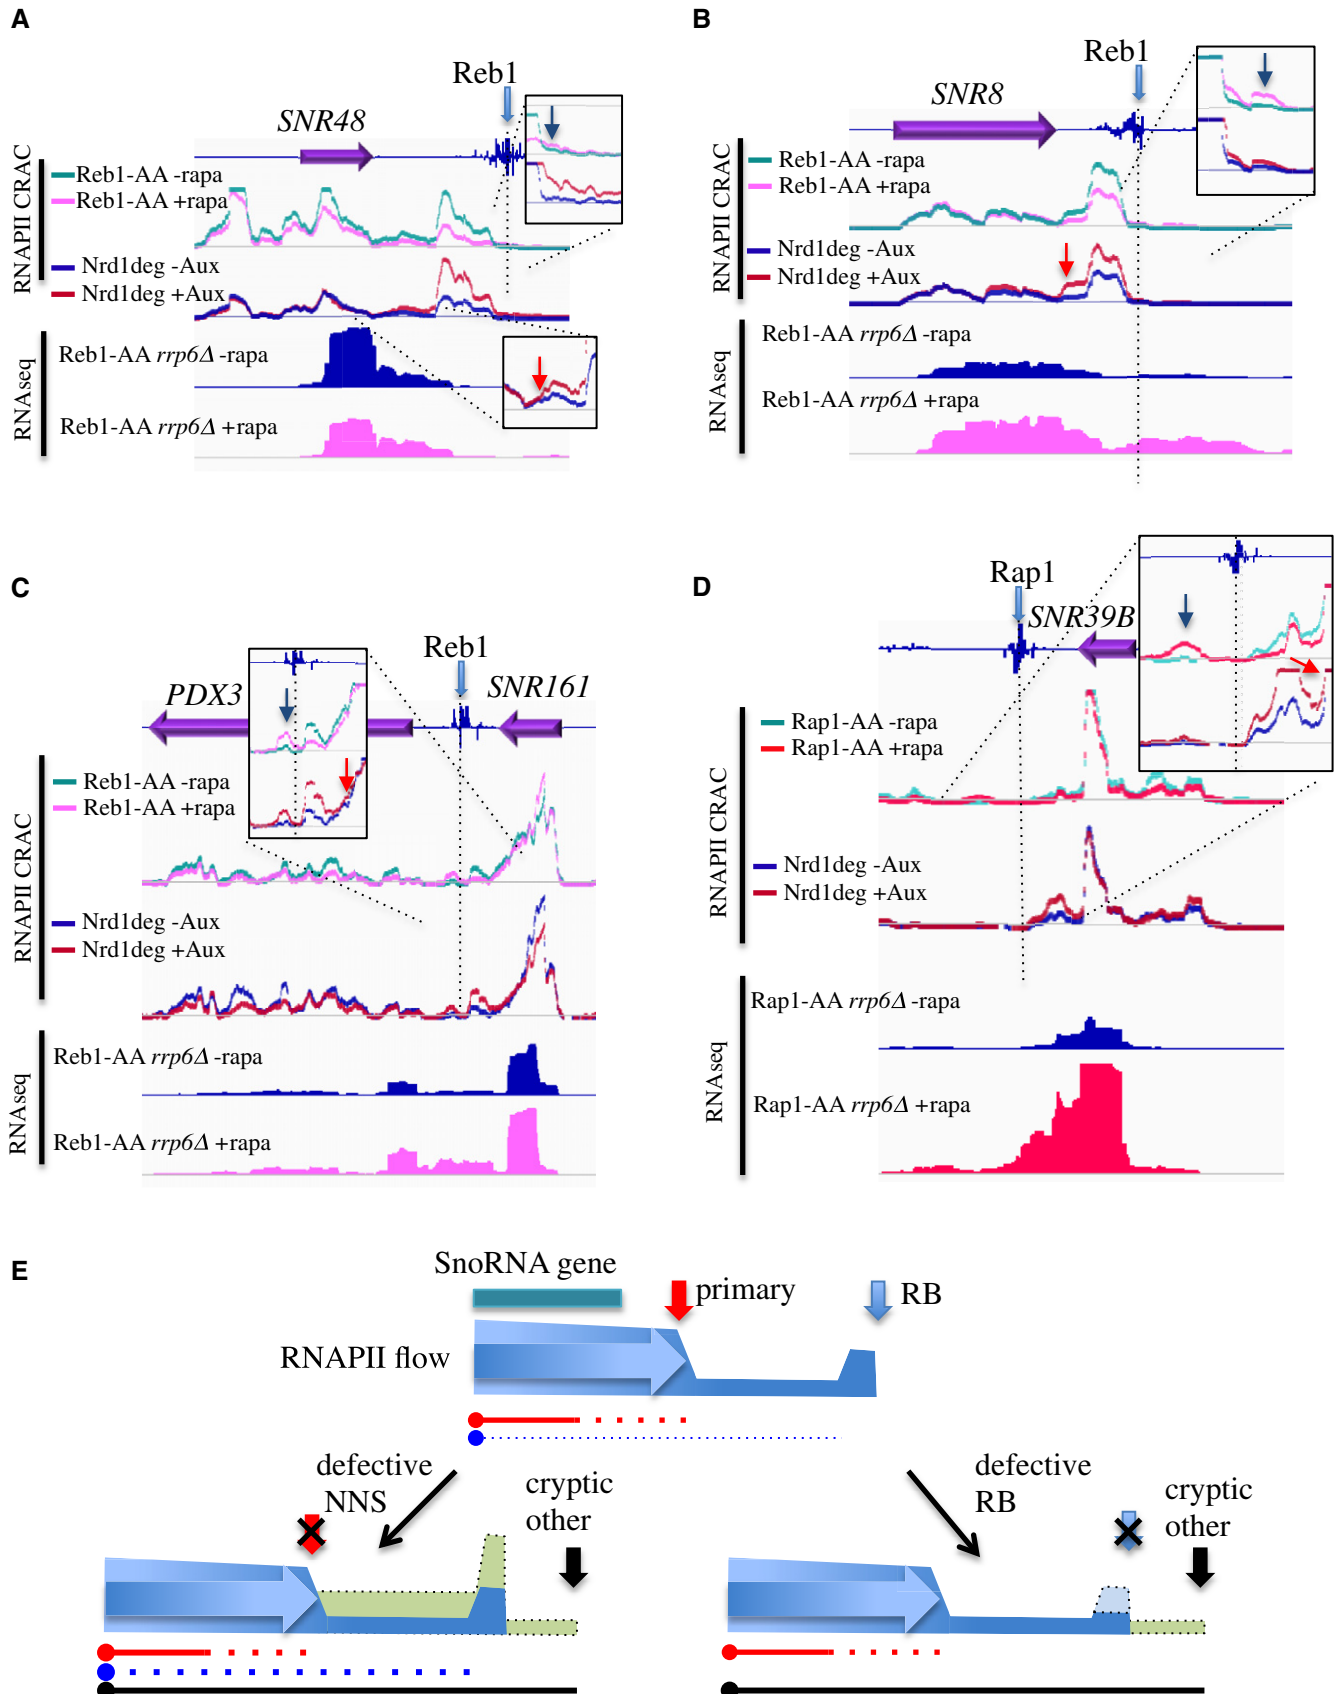 A
Reb1
SNR48
RNAPII CRAC
Reb1-AA -rapa
Reb1-AA +rapa
Nrd1deg -Aux
Nrd1deg +Aux
RNAseq
Reb1-AA rrp6Δ -rapa
Reb1-AA rrp6Δ +rapa
B
Reb1
SNR8
RNAPII CRAC
Reb1-AA -rapa
Reb1-AA +rapa
Nrd1deg -Aux
Nrd1deg +Aux
RNAseq
Reb1-AA rrp6Δ -rapa
Reb1-AA rrp6Δ +rapa
C
Reb1
PDX3
SNR161
RNAPII CRAC
Reb1-AA -rapa
Reb1-AA +rapa
Nrd1deg -Aux
Nrd1deg +Aux
RNAseq
Reb1-AA rrp6Δ -rapa
Reb1-AA rrp6Δ +rapa
D
Rap1
SNR39B
RNAPII CRAC
Rap1-AA -rapa
Rap1-AA +rapa
Nrd1deg -Aux
Nrd1deg +Aux
RNAseq
Rap1-AA rrp6Δ -rapa
Rap1-AA rrp6Δ +rapa
E
SnoRNA gene
primary
RB
RNAPII flow
defective
NNS
cryptic
other
defective
RB
cryptic
other